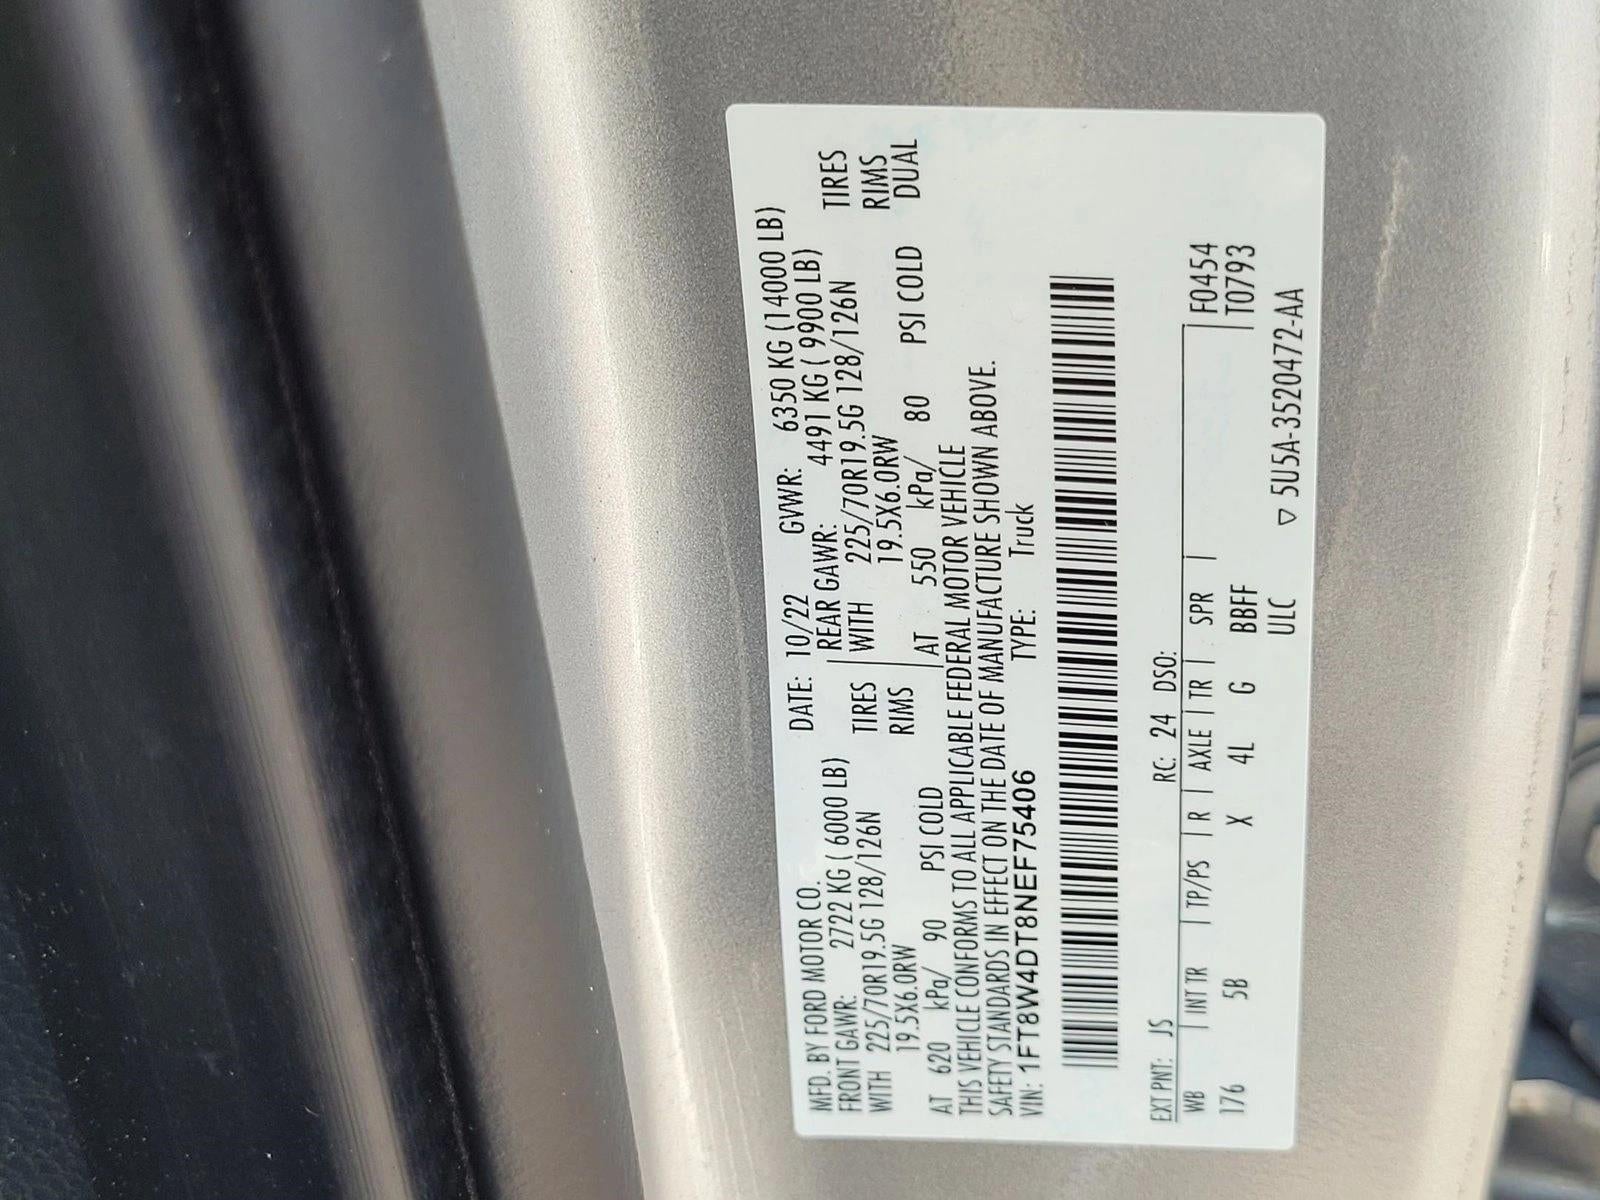 MFD. BY FORD MOTOR CO. DATE: 10/22 GVWR: 6350 KG (14000 LB)
FRONT GAWR: 2722 KG ( 6000 LB) REAR GAWR: 4491 KG ( 9900 LB)
WITH 225/70R19.5G 128/126N TIRES WITH 225/70R19.5G 128/126N TIRES
19.5X6.0RW RIMS 19.5X6.0RW RIMS
AT 620 kPa/ 90 PSI COLD AT 550 kPa/ 80 PSI COLD DUAL
THIS VEHICLE CONFORMS TO ALL APPLICABLE FEDERAL MOTOR VEHICLE
SAFETY STANDARDS IN EFFECT ON THE DATE OF MANUFACTURE SHOWN ABOVE.
VIN: 1FT8W4DT8NEF75406 TYPE: Truck
EXT PNT: JS RC: 24 DSO:
WB | INT TR | TP/PS | R | AXLE | TR | SPR | F0454
176 5B X 4L G BBFF T0793
ULC ▽ 5U5A-3520472-AA